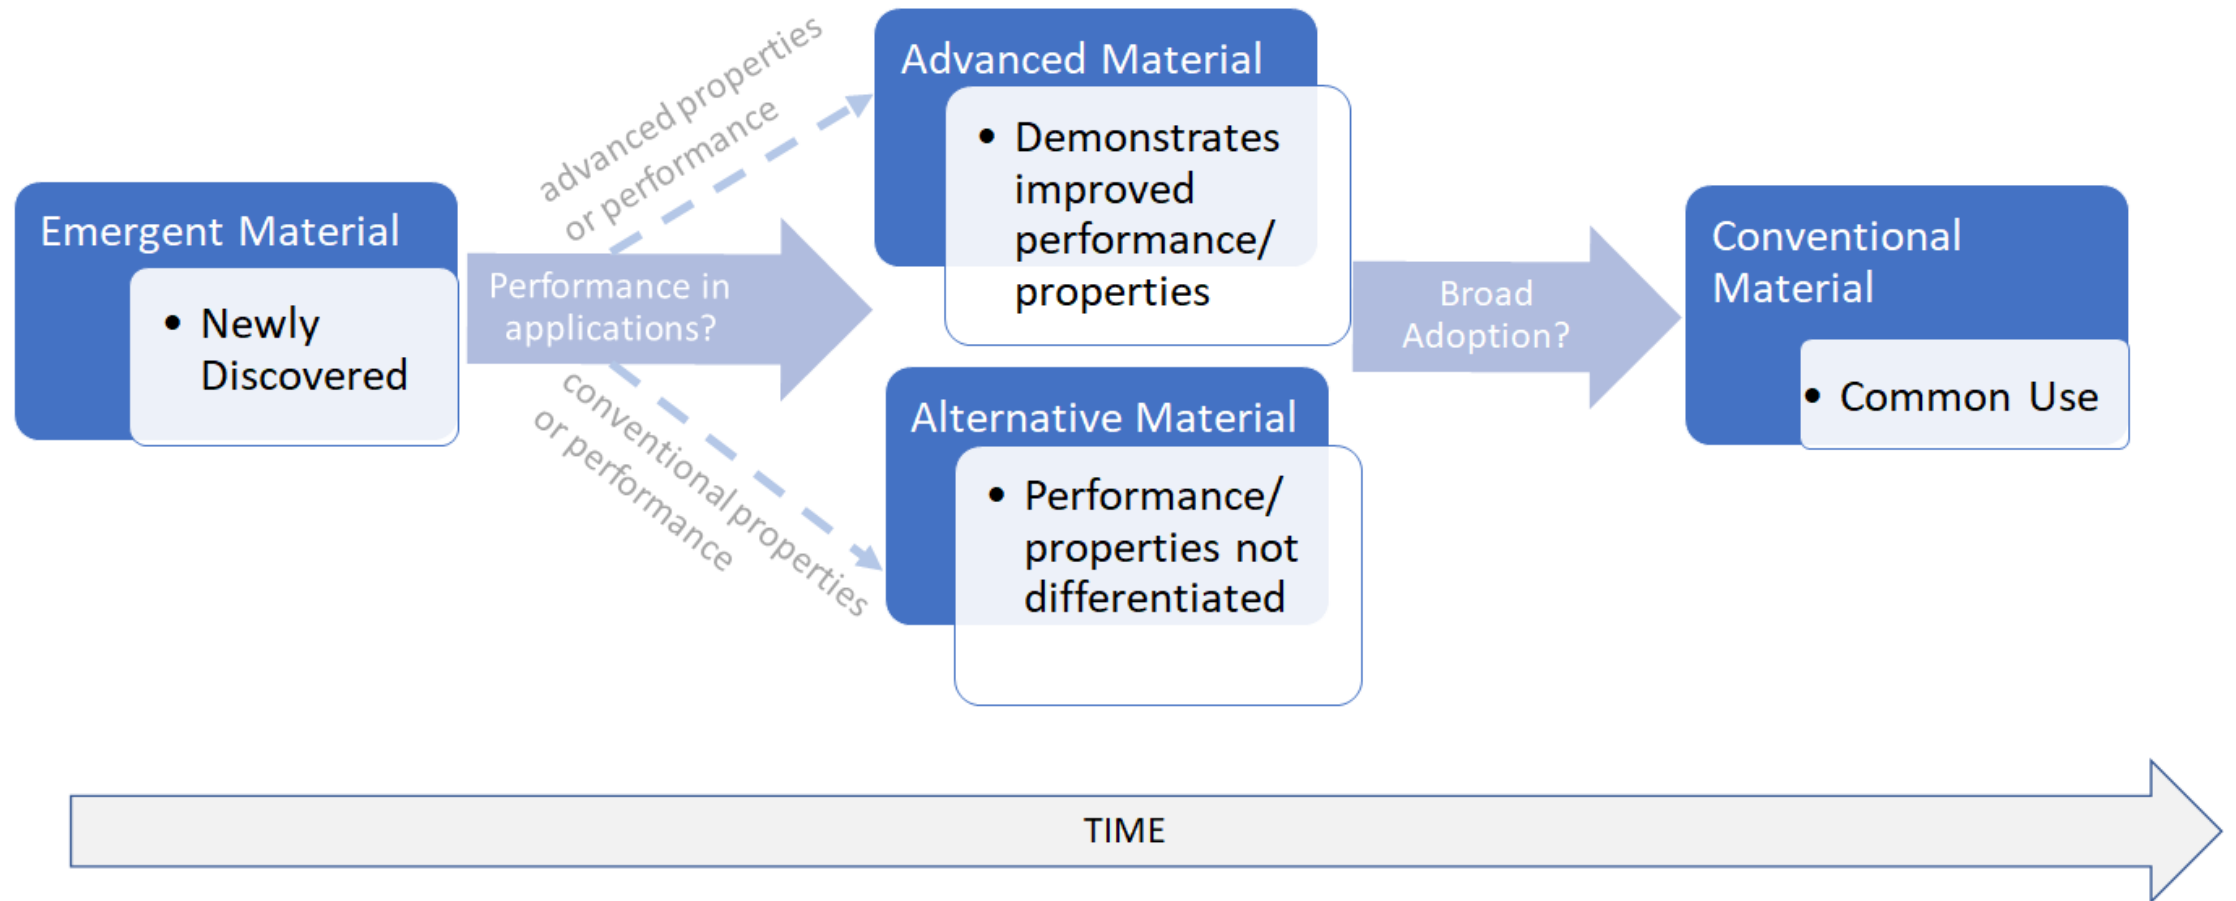 Emergent Material
• Newly
Discovered
advanced properties
or performance
Performance in
applications?
conventional properties
or performance
Advanced Material
• Demonstrates
improved
performance/
properties
Alternative Material
• Performance/
properties not
differentiated
Broad
Adoption?
Conventional
Material
• Common Use
TIME